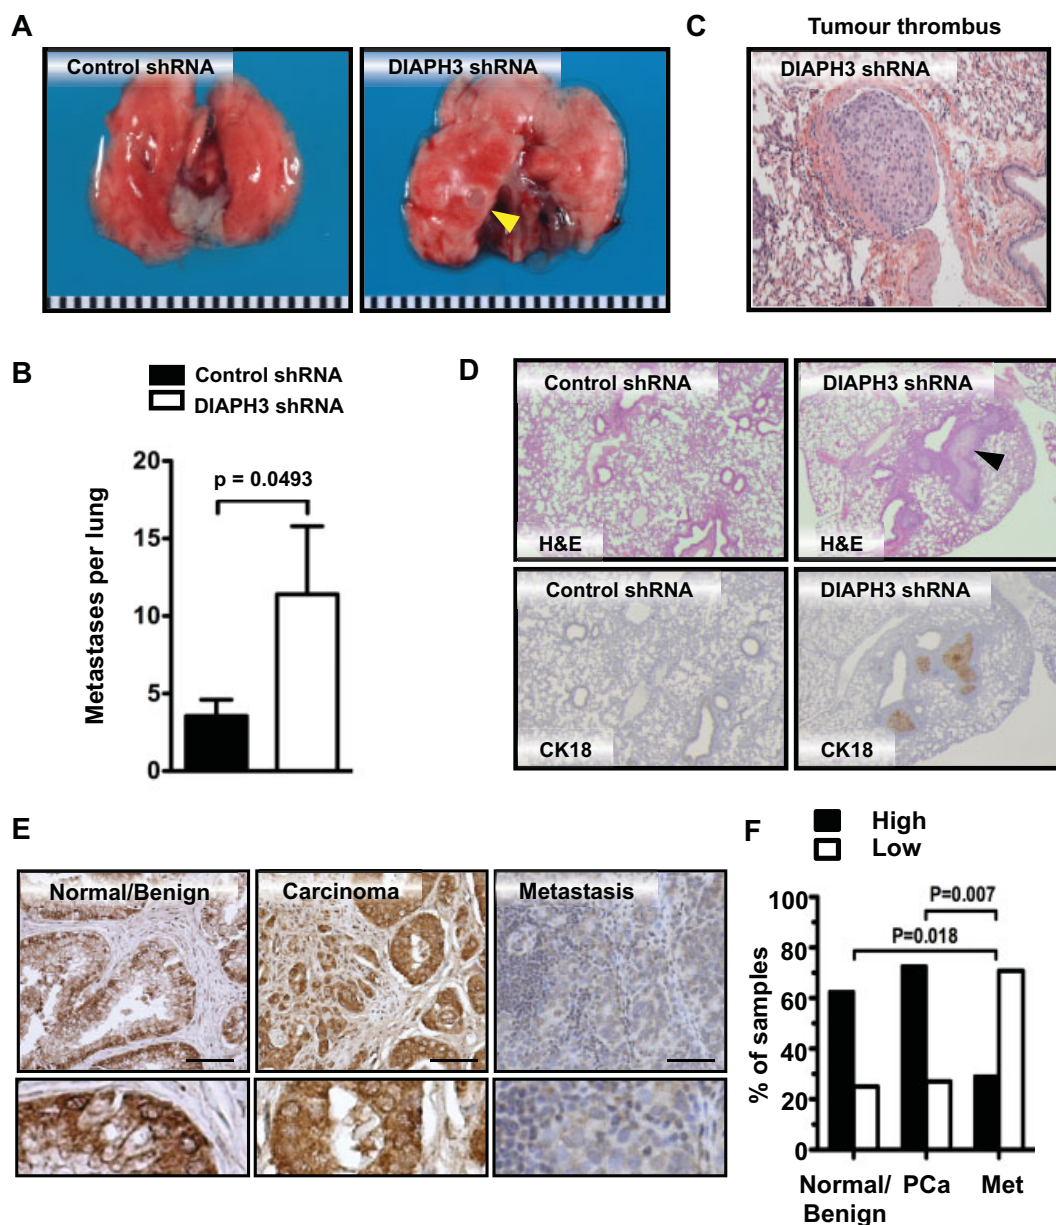 A
Control shRNA
DIAPH3 shRNA
C
Tumour thrombus
DIAPH3 shRNA
B
Control shRNA
DIAPH3 shRNA
Metastases per lung
20
15
10
5
0
p = 0.0493
D
Control shRNA
H&E
DIAPH3 shRNA
H&E
Control shRNA
CK18
DIAPH3 shRNA
CK18
E
Normal/Benign
Carcinoma
Metastasis
F
High
Low
% of samples
100
80
60
40
20
0
P=0.007
P=0.018
Normal/
Benign
PCa
Met